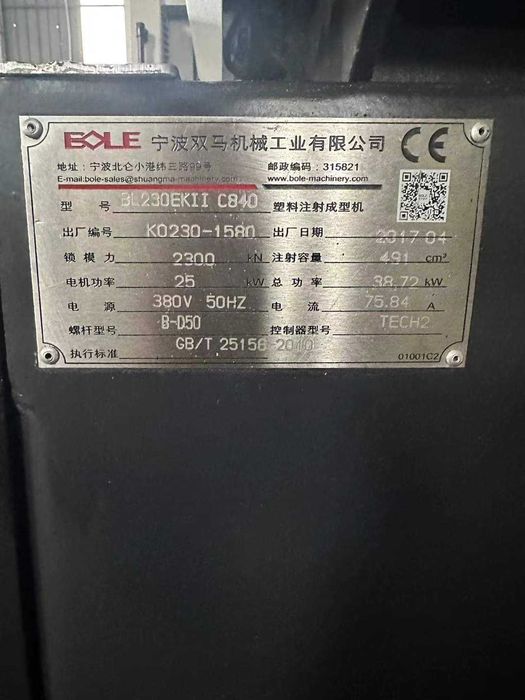 BOLE 宁波双马机械工业有限公司 CE
地址：宁波北仑小港纬三路99号 邮政编码：315821
E-mail:bole-sales@shuangma-machinery.com www.bole-machinery.com
型号 BL230EKII C840 塑料注射成型机
出厂编号 K0230-1580 出厂日期 2017.04
锁模力 2300 kN 注射容量 491 cm³
电机功率 25 kW 总功率 38.72 kW
电源 380V 50HZ 电流 75.84 A
螺杆型号 B-D50 控制器型号 TECH2
执行标准 GB/T 25156-2010 01001C2